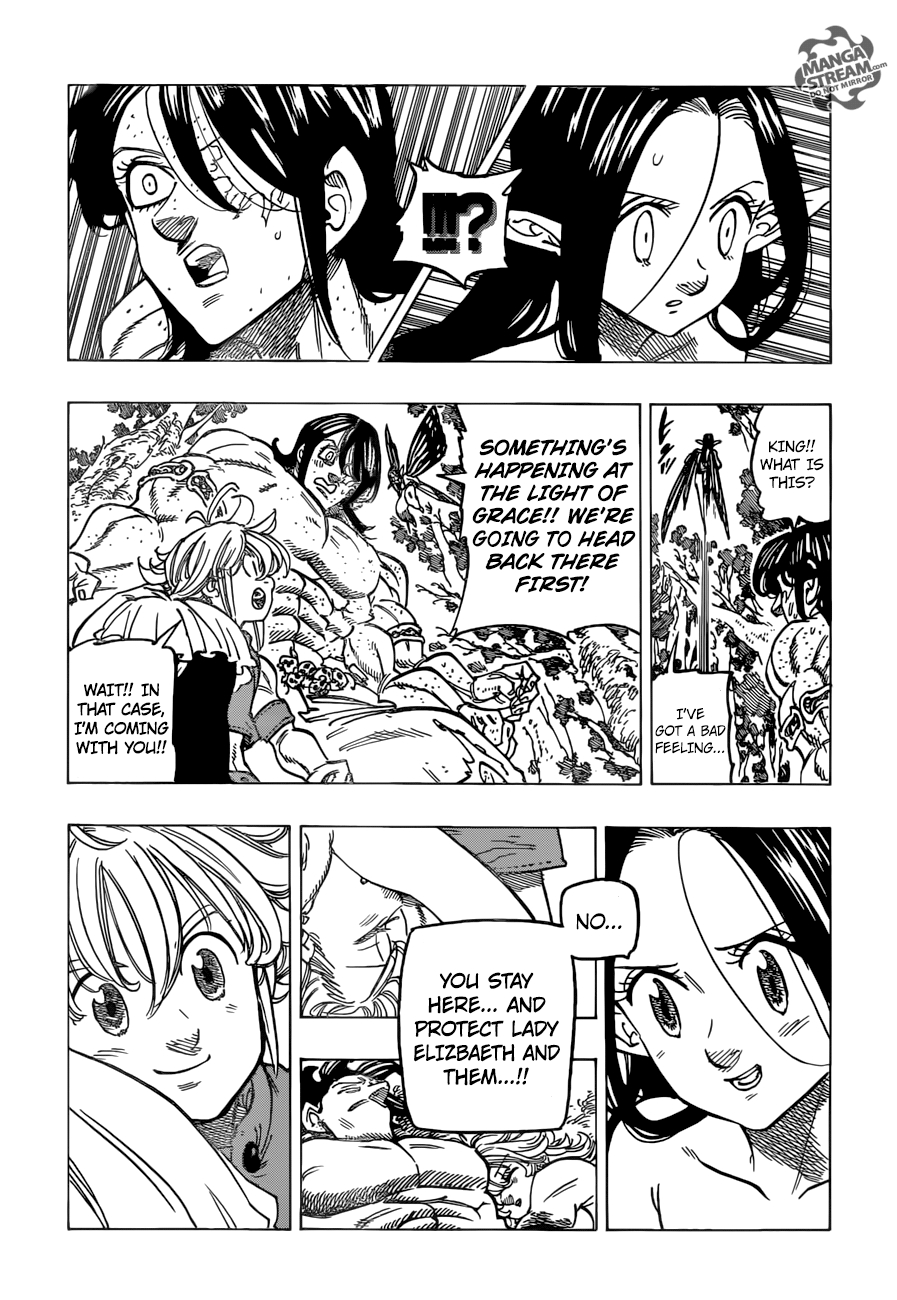 MANGA
STREAM.com
DO NOT MIRROR
!!!?
KING!!
WHAT IS
THIS?
I'VE
GOT A BAD
FEELING...
SOMETHING'S
HAPPENING AT
THE LIGHT OF
GRACE!! WE'RE
GOING TO HEAD
BACK THERE
FIRST!
WAIT!! IN
THAT CASE,
I'M COMING
WITH YOU!!
NO...
YOU STAY
HERE... AND
PROTECT LADY
ELIZBAETH AND
THEM...!!